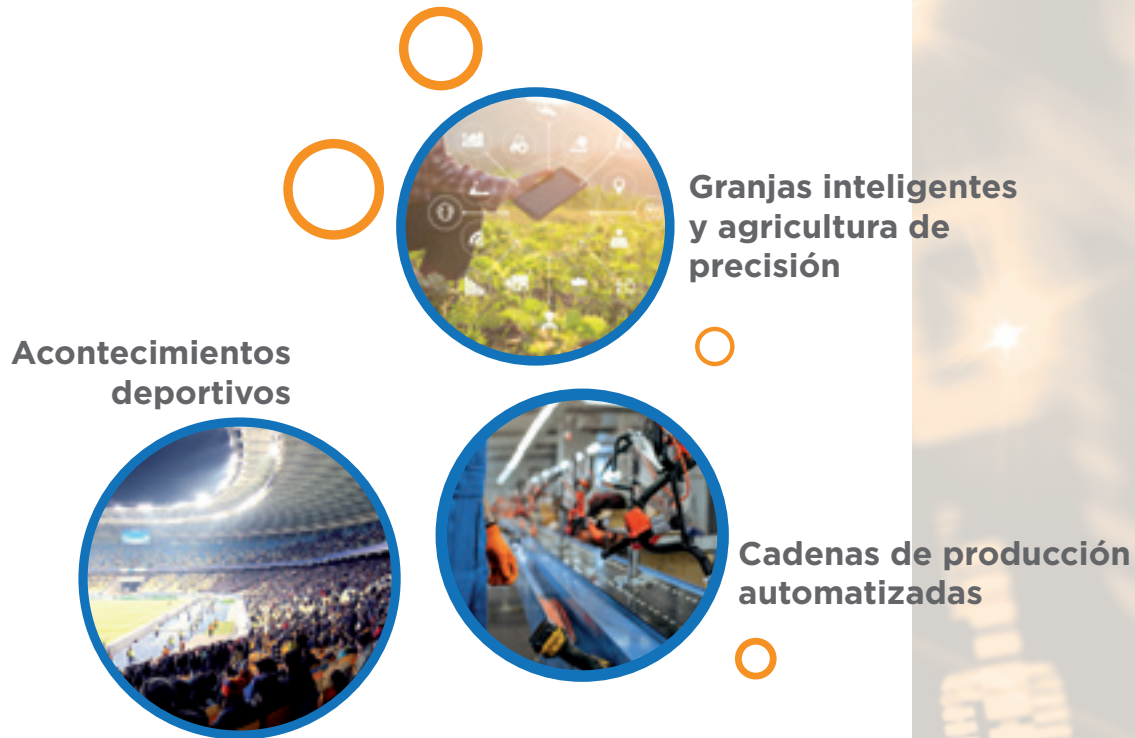 Granjas inteligentes
y agricultura de
precisión
Acontecimientos
deportivos
Cadenas de producción
automatizadas